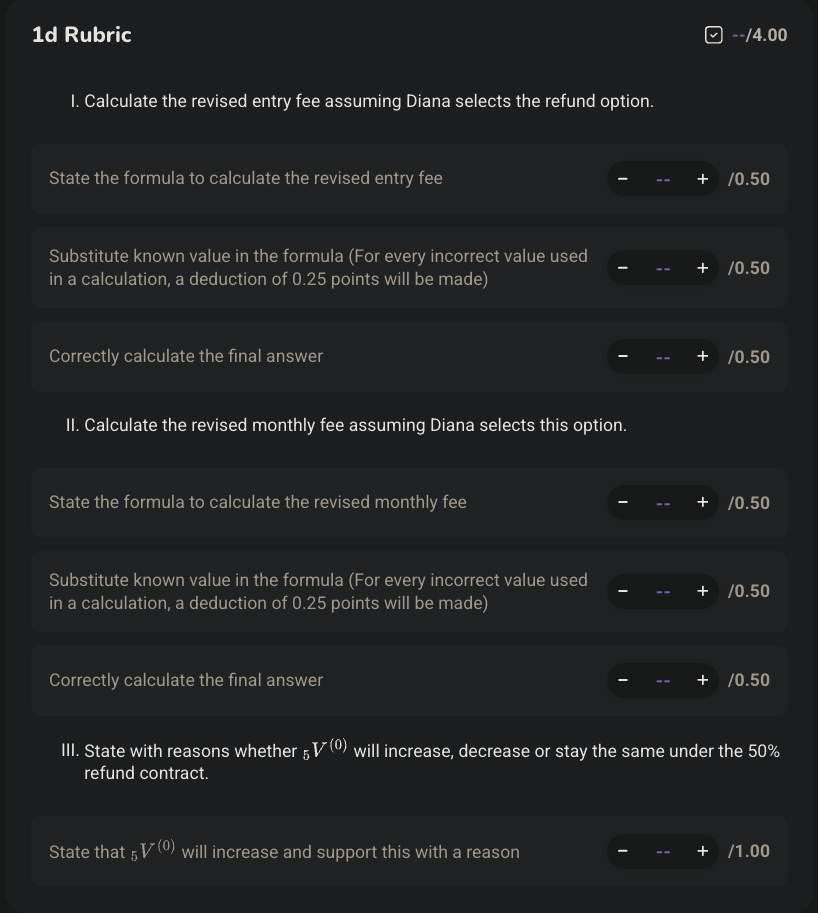 1d Rubric
--/4.00
I. Calculate the revised entry fee assuming Diana selects the refund option.
State the formula to calculate the revised entry fee
− -- + /0.50
Substitute known value in the formula (For every incorrect value used
in a calculation, a deduction of 0.25 points will be made)
− -- + /0.50
Correctly calculate the final answer
− -- + /0.50
II. Calculate the revised monthly fee assuming Diana selects this option.
State the formula to calculate the revised monthly fee
− -- + /0.50
Substitute known value in the formula (For every incorrect value used
in a calculation, a deduction of 0.25 points will be made)
− -- + /0.50
Correctly calculate the final answer
− -- + /0.50
III. State with reasons whether ₅V⁽⁰⁾ will increase, decrease or stay the same under the 50%
refund contract.
State that ₅V⁽⁰⁾ will increase and support this with a reason
− -- + /1.00